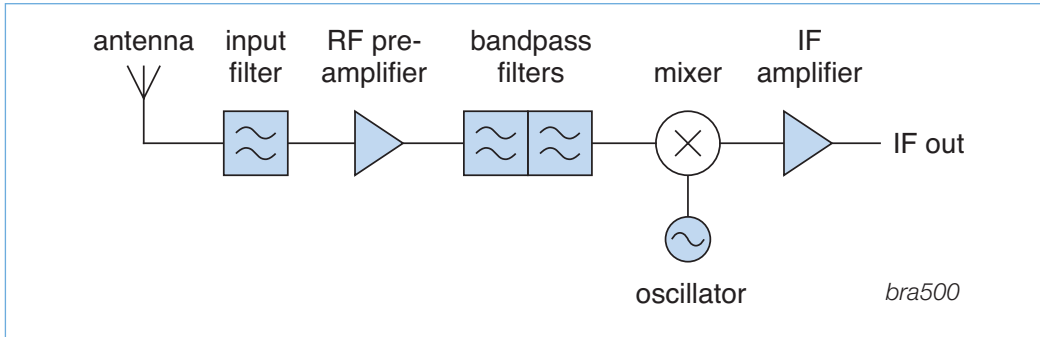 antenna
input
filter
RF pre-
amplifier
bandpass
filters
mixer
IF
amplifier
IF out
oscillator
bra500